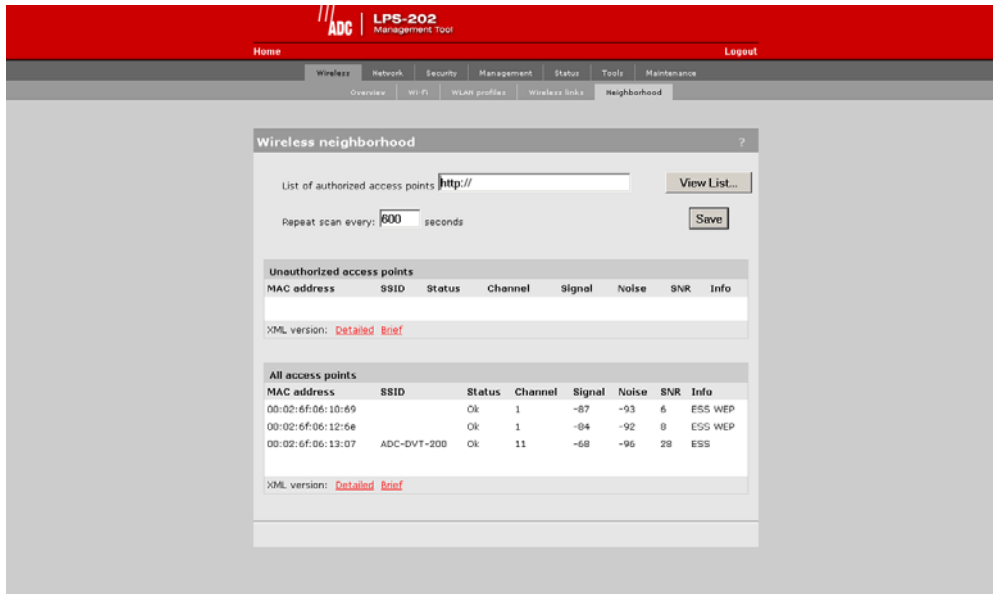 ADC LPS-202
Management Tool
Home Logout
Wireless Network Security Management Status Tools Maintenance
Overview Wi-Fi WLAN profiles Wireless links Neighborhood
Wireless neighborhood ?
List of authorized access points http:// View List...
Repeat scan every: 600 seconds Save
Unauthorized access points
MAC address SSID Status Channel Signal Noise SNR Info
XML version: Detailed Brief
All access points
MAC address SSID Status Channel Signal Noise SNR Info
00:02:6f:06:10:69 Ok 1 -87 -93 6 ESS WEP
00:02:6f:06:12:6e Ok 1 -84 -92 8 ESS WEP
00:02:6f:06:13:07 ADC-DVT-200 Ok 11 -68 -96 28 ESS
XML version: Detailed Brief